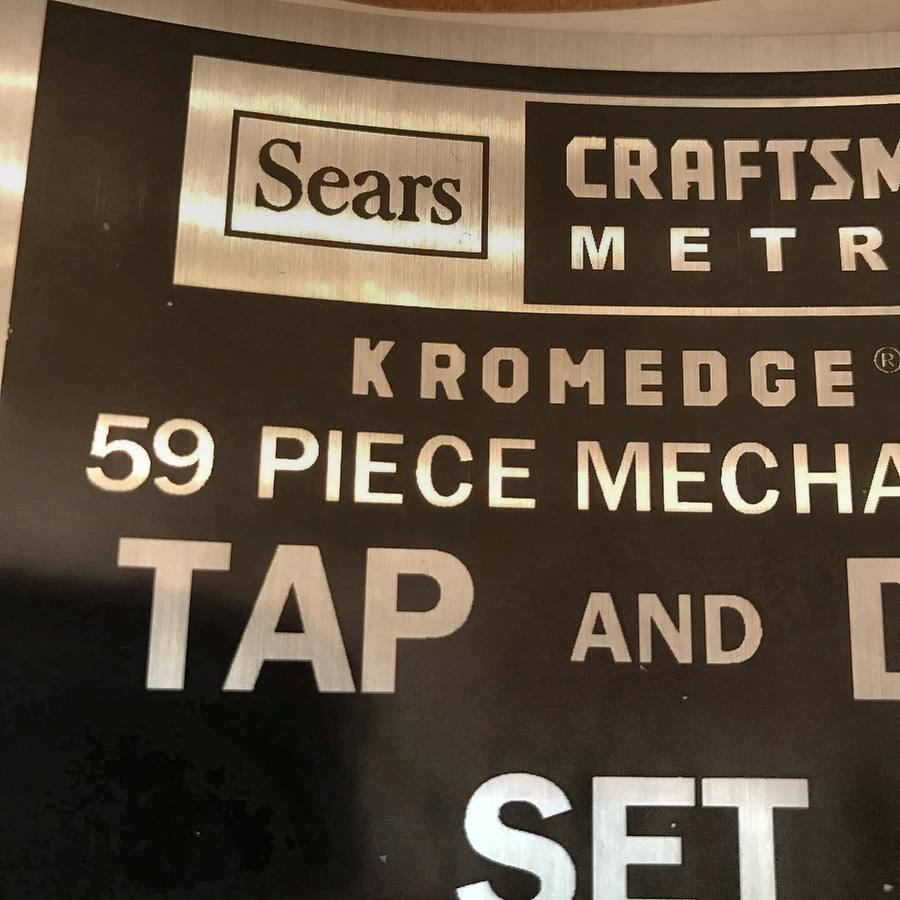 Sears
CRAFTSM
METR
KROMEDGE®
59 PIECE MECHA
TAP AND D
SET